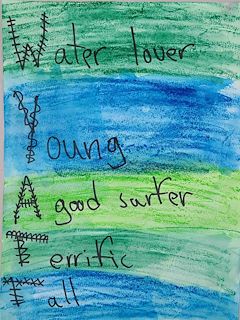 Water lover
Young
A good surfer
Terrific
Tall